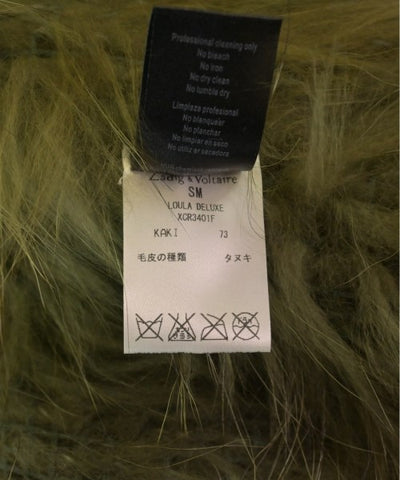 Professional cleaning only
No bleach
No iron
No dry clean
No tumble dry
Limpieza profesional
No blanquear
No planchar
No limpiar en seco
No utilizar secadora
Zadig & Voltaire
SM
LOULA DELUXE
XCR3401F
KAKI 73
毛皮の種類 タヌキ